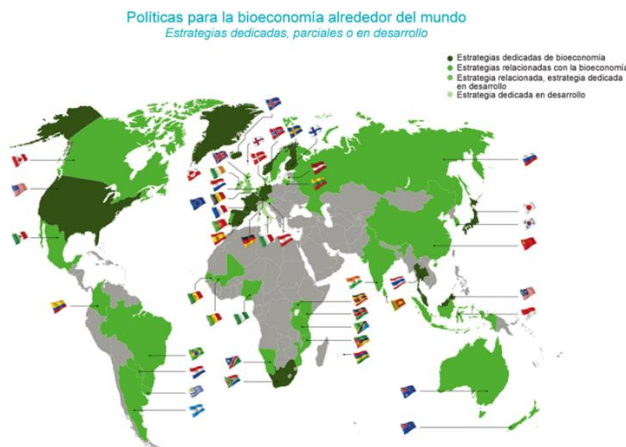 Políticas para la bioeconomía alrededor del mundo
Estrategias dedicadas, parciales o en desarrollo
Estrategias dedicadas de bioeconomía
Estrategias relacionadas con la bioeconomía
Estrategia relacionada, estrategia dedicada
en desarrollo
Estrategia dedicada en desarrollo